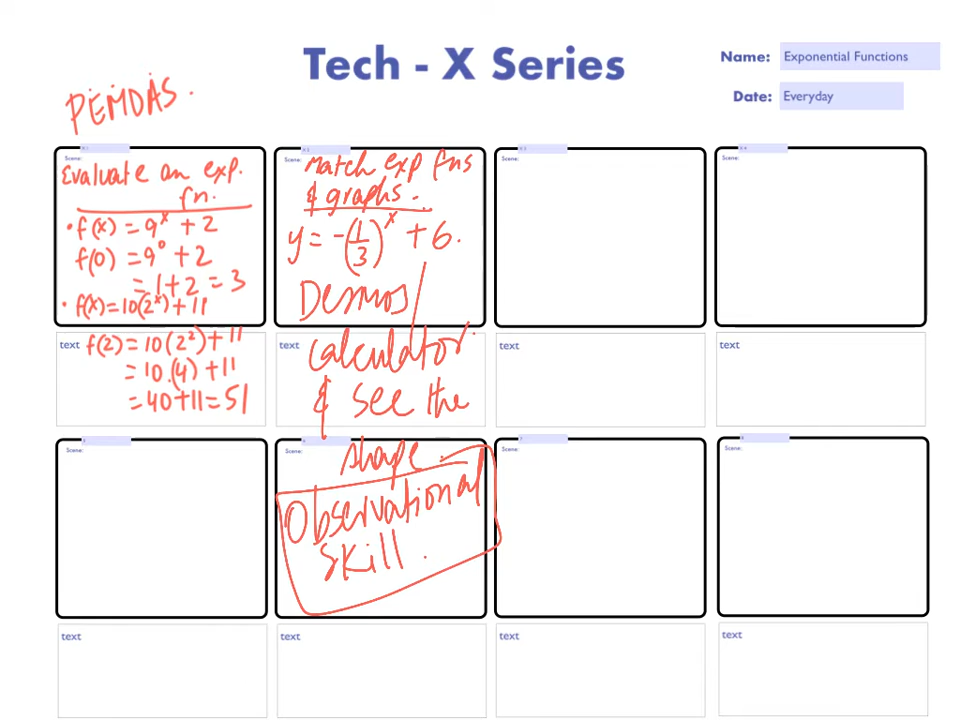 Tech - X Series
Name: Exponential Functions
Date: Everyday
PEMDAS.
Scene:
Evaluate an exp.
fn.
• f(x) = 9^x + 2
f(0) = 9^0 + 2
= 1+2 = 3
• f(x) = 10(2^x) + 11
text
f(2) = 10(2^2) + 11
= 10.(4) + 11
= 40+11 = 51
Scene:
Match exp fns
& graphs.
y = -(1/3)^x + 6.
Desmos/
text
calculator
& see the
shape.
Scene:
text
Scene:
text
Scene:
text
Scene:
Observational
Skill.
text
Scene:
text
Scene:
text